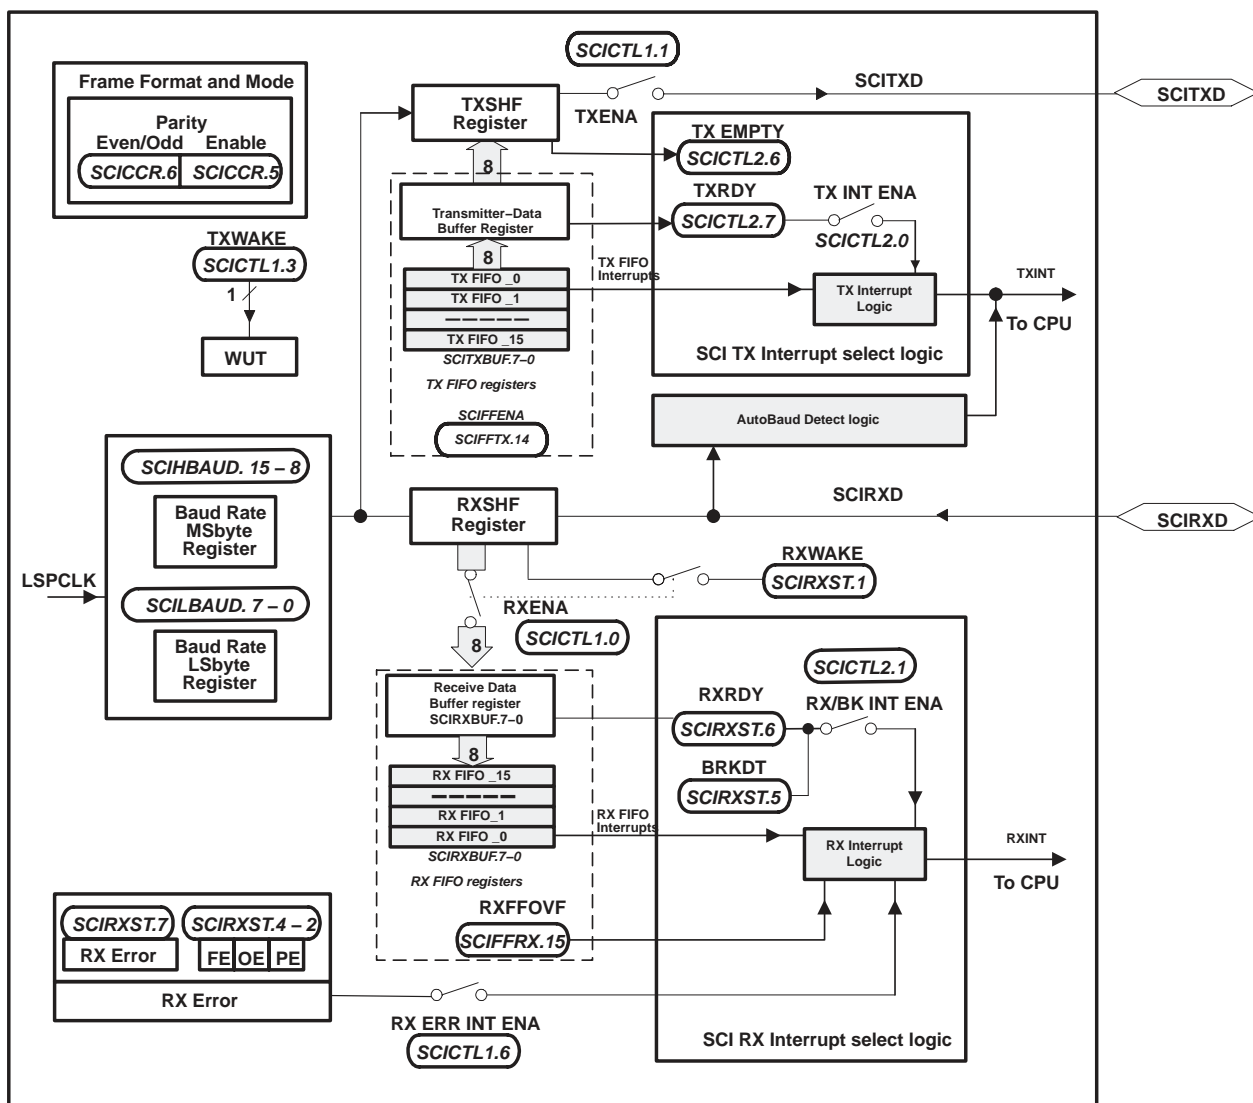 SCICTL1.1
SCITXD
SCITXD
TXENA
Frame Format and Mode
Parity
Even/Odd Enable
SCICCR.6 SCICCR.5
TXSHF
Register
8
TX EMPTY
SCICTL2.6
TXRDY
SCICTL2.7
TX INT ENA
SCICTL2.0
Transmitter–Data
Buffer Register
8
TX FIFO
Interrupts
TX FIFO _0
TX FIFO _1
—————
TX FIFO _15
SCITXBUF.7–0
TX FIFO registers
SCIFFENA
SCIFFTX.14
TX Interrupt
Logic
TXINT
To CPU
SCI TX Interrupt select logic
TXWAKE
SCICTL1.3
1
WUT
AutoBaud Detect logic
SCIHBAUD. 15 – 8
Baud Rate
MSbyte
Register
LSPCLK
SCILBAUD. 7 – 0
Baud Rate
LSbyte
Register
RXSHF
Register
SCIRXD
SCIRXD
RXWAKE
SCIRXST.1
RXENA
SCICTL1.0
8
Receive Data
Buffer register
SCIRXBUF.7–0
8
RX FIFO _15
—————
RX FIFO_1
RX FIFO _0
SCIRXBUF.7–0
RX FIFO registers
RX FIFO
Interrupts
SCICTL2.1
RXRDY
SCIRXST.6
RX/BK INT ENA
BRKDT
SCIRXST.5
RX Interrupt
Logic
RXINT
To CPU
RXFFOVF
SCIFFRX.15
SCI RX Interrupt select logic
SCIRXST.7 SCIRXST.4 – 2
RX Error FE OE PE
RX Error
RX ERR INT ENA
SCICTL1.6